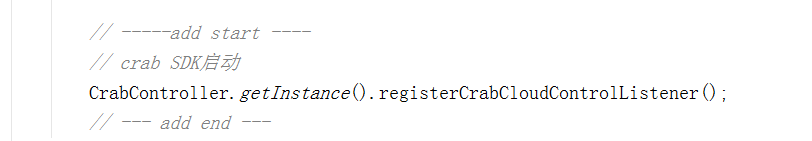 // -----add start ----
// crab SDK启动
CrabController.getInstance().registerCrabCloudControlListener();
// --- add end ---